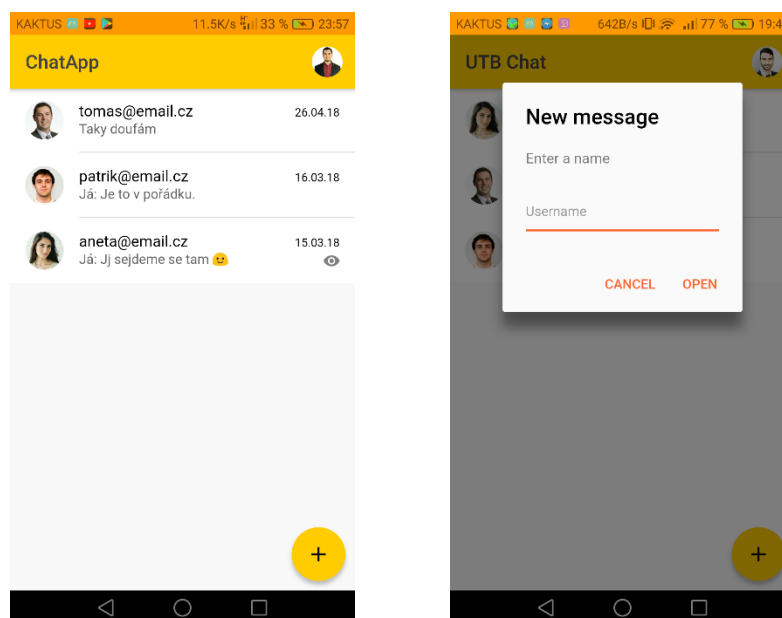 KAKTUS 11.5K/s 33 % 23:57
ChatApp
tomas@email.cz 26.04.18
Taky doufám
patrik@email.cz 16.03.18
Já: Je to v pořádku.
aneta@email.cz 15.03.18
Já: Jj sejdeme se tam
KAKTUS 642B/s 77 % 19:4
UTB Chat
New message
Enter a name
Username
CANCEL OPEN